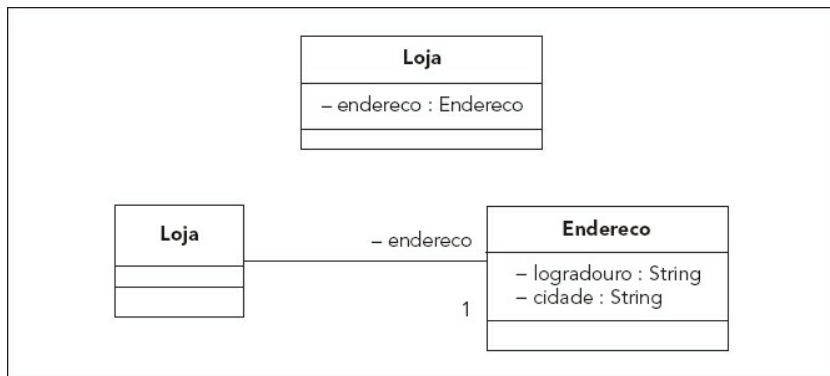 Loja
– endereco : Endereco
Loja
– endereco
1
Endereco
– logradouro : String
– cidade : String